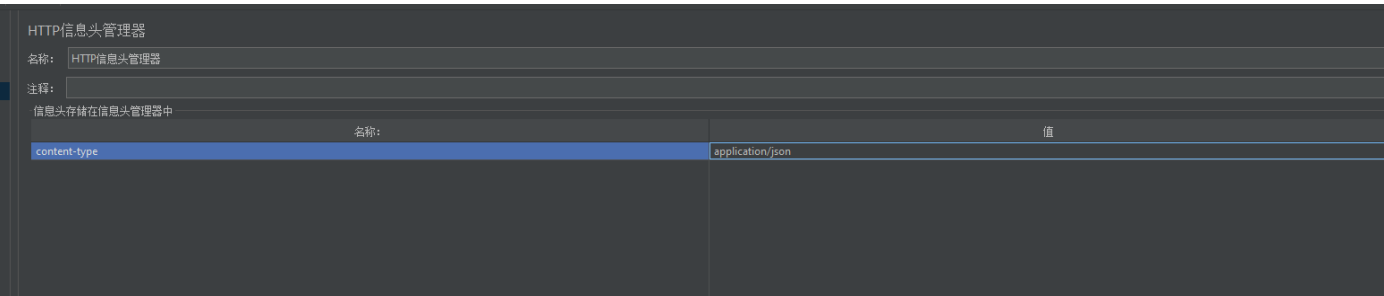 HTTP信息头管理器
名称: HTTP信息头管理器
注释:
信息头存储在信息头管理器中
名称: 值
content-type application/json